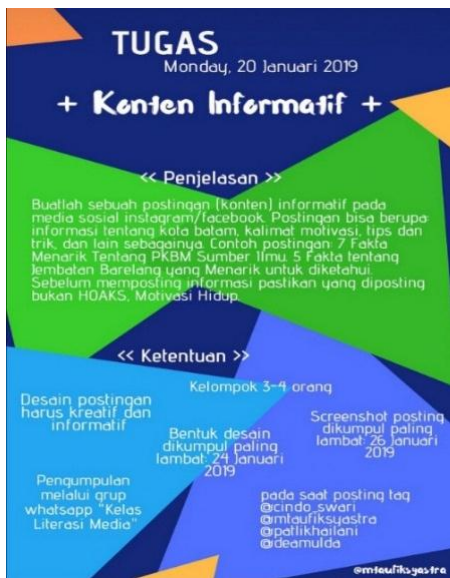 TUGAS
Monday, 20 Januari 2019
+ Konten Informatif +
<< Penjelasan >>
Buatlah sebuah postingan (konten) informatif pada
media sosial instagram/facebook. Postingan bisa berupa:
informasi tentang kota batam, kalimat motivasi, tips dan
trik, dan lain sebagainya. Contoh postingan: 7 Fakta
Menarik Tentang PKBM Sumber Ilmu. 5 Fakta tentang
Jembatan Barelang yang Menarik untuk diketahui.
Sebelum memposting informasi pastikan yang diposting
bukan HOAKS, Motivasi Hidup.
<< Ketentuan >>
Kelompok 3-4 orang
Desain postingan
harus kreatif dan
informatif
Bentuk desain
dikumpul paling
lambat: 24 Januari
2019
Screenshot posting
dikumpul paling
lambat: 26 Januari
2019
Pengumpulan
melalui grup
whatsapp "Kelas
Literasi Media"
pada saat posting tag
@cindo_swari
@mtaufiksyastra
@patlikhailani
@ideamulda
@mtaufiksyastra